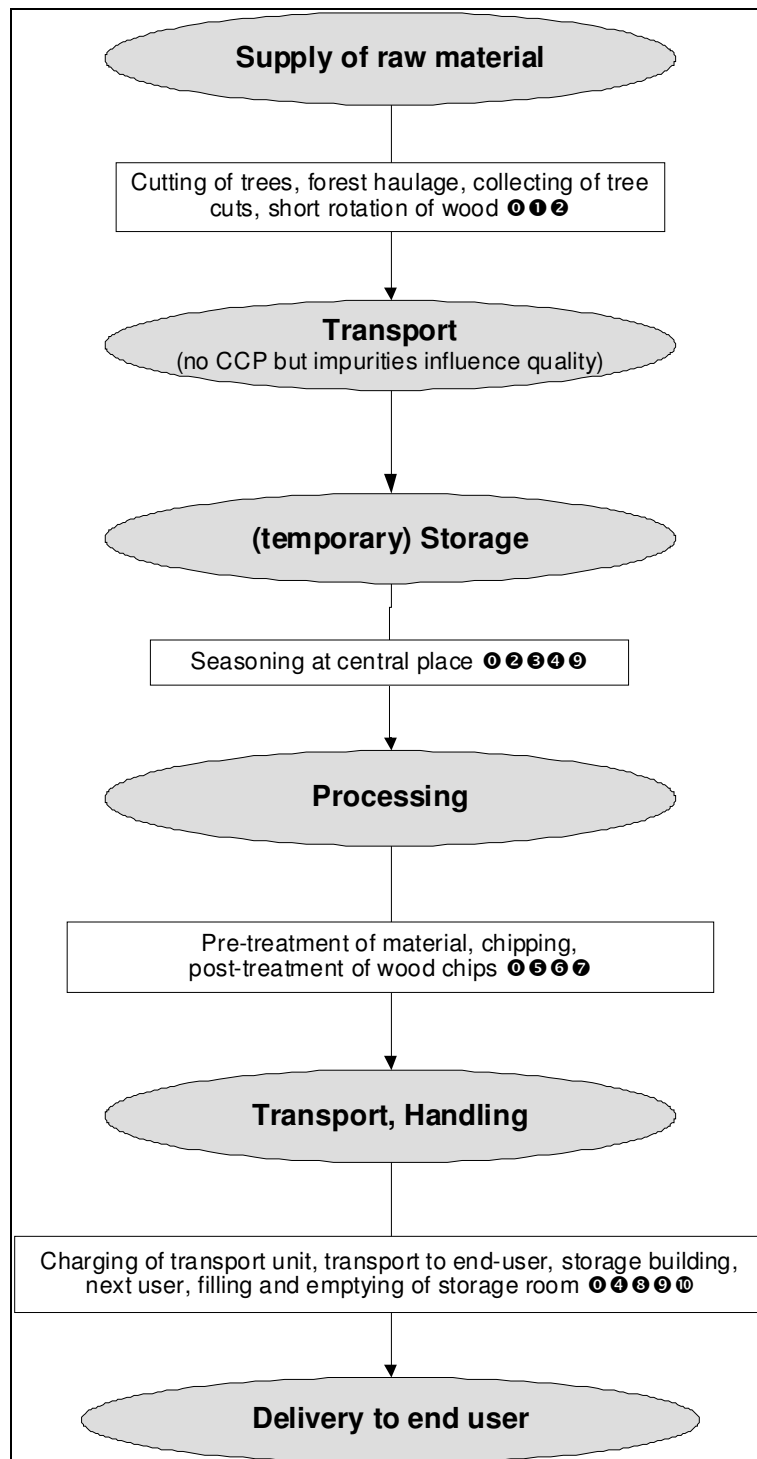 Supply of raw material
Cutting of trees, forest haulage, collecting of tree
cuts, short rotation of wood ⓿❶❷
Transport
(no CCP but impurities influence quality)
(temporary) Storage
Seasoning at central place ⓿❷❸❹❾
Processing
Pre-treatment of material, chipping,
post-treatment of wood chips ⓿❺❻❼
Transport, Handling
Charging of transport unit, transport to end-user, storage building,
next user, filling and emptying of storage room ⓿❹❽❾❿
Delivery to end user